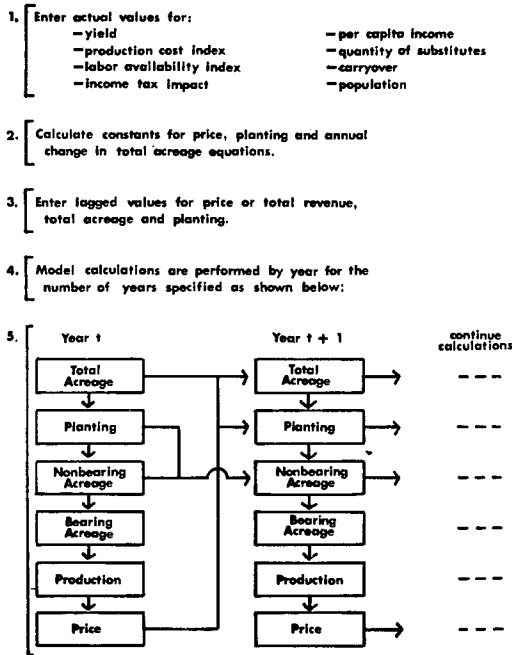 1. Enter actual values for:
—yield
—production cost index
—labor availability index
—income tax impact
—per capita income
—quantity of substitutes
—carryover
—population
2. Calculate constants for price, planting and annual
change in total acreage equations.
3. Enter lagged values for price or total revenue,
total acreage and planting.
4. Model calculations are performed by year for the
number of years specified as shown below:
5.
Year t
Year t + 1
continue
calculations
Total
Acreage
Total
Acreage
Planting
Planting
Nonbearing
Acreage
Nonbearing
Acreage
Bearing
Acreage
Bearing
Acreage
Production
Production
Price
Price